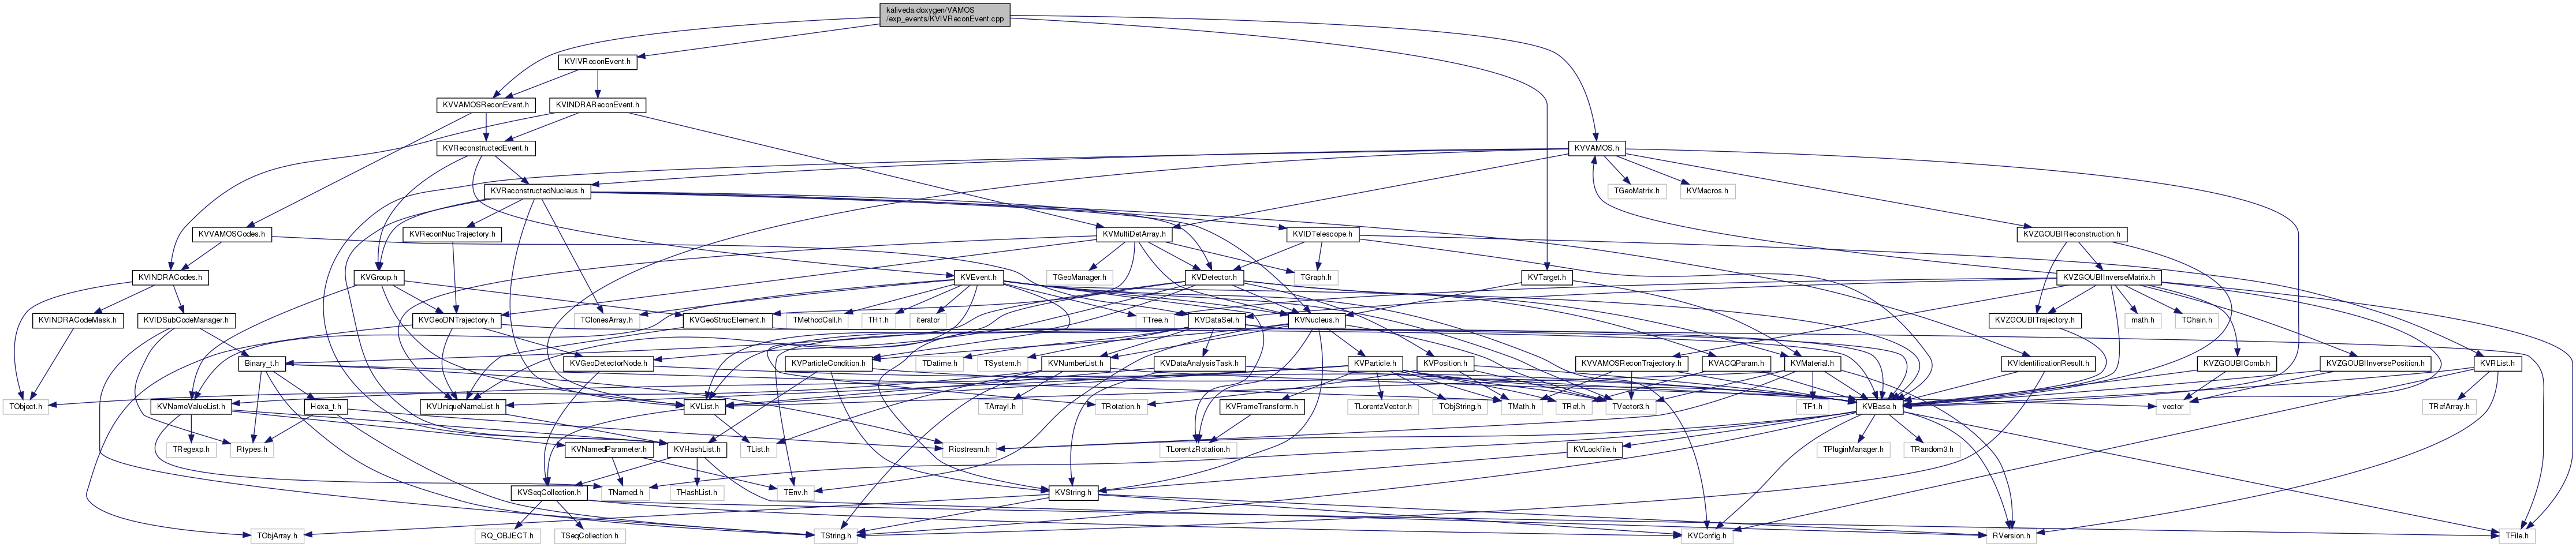 kaliveda.doxygen/VAMOS
/exp_events/KVIVReconEvent.cpp
KVIVReconEvent.h
KVVAMOSReconEvent.h
KVINDRAReconEvent.h
KVReconstructedEvent.h
KVVAMOS.h
KVReconstructedNucleus.h
TGeoMatrix.h
KVMacros.h
KVVAMOSCodes.h
KVReconNucTrajectory.h
KVMultiDetArray.h
KVIDTelescope.h
KVZGOUBIReconstruction.h
KVINDRACodes.h
KVGroup.h
KVEvent.h
TGeoManager.h
KVDetector.h
TGraph.h
KVTarget.h
KVZGOUBIInverseMatrix.h
KVINDRACodeMask.h
KVIDSubCodeManager.h
KVGeoDNTrajectory.h
TClonesArray.h
KVGeoStrucElement.h
TMethodCall.h
TH1.h
iterator
TTree.h
KVDataSet.h
KVNucleus.h
KVZGOUBITrajectory.h
math.h
TChain.h
Binary_t.h
KVGeoDetectorNode.h
KVParticleCondition.h
TDatime.h
TSystem.h
KVNumberList.h
KVDataAnalysisTask.h
KVParticle.h
KVPosition.h
KVVAMOSReconTrajectory.h
KVACQParam.h
KVMaterial.h
KVIdentificationResult.h
KVZGOUBIComb.h
KVZGOUBIInversePosition.h
KVRList.h
TObject.h
KVNameValueList.h
Hexa_t.h
KVUniqueNameList.h
KVList.h
TArrayI.h
TRotation.h
KVFrameTransform.h
TLorentzVector.h
TObjString.h
TMath.h
TRef.h
TVector3.h
TF1.h
KVBase.h
vector
TRefArray.h
TRegexp.h
Rtypes.h
KVNamedParameter.h
KVHashList.h
TList.h
Riostream.h
TLorentzRotation.h
KVLockfile.h
TPluginManager.h
TRandom3.h
KVSeqCollection.h
TNamed.h
THashList.h
TEnv.h
KVString.h
TObjArray.h
RQ_OBJECT.h
TSeqCollection.h
TString.h
KVConfig.h
RVersion.h
TFile.h